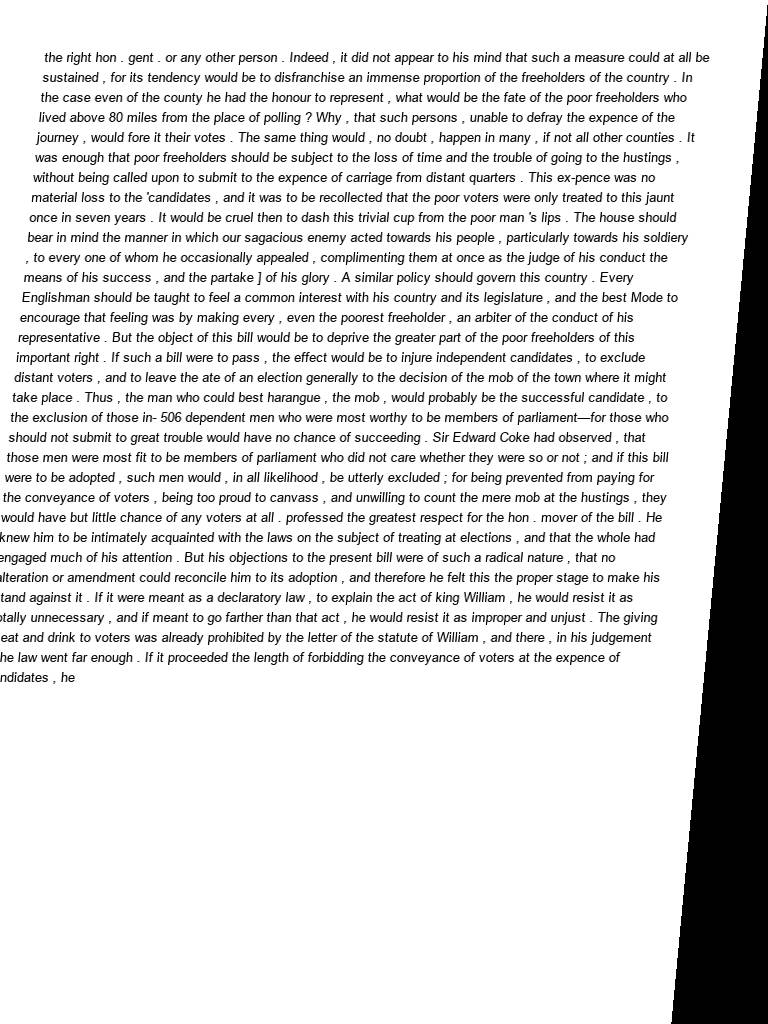 the right hon . gent . or any other person . Indeed , it did not appear to his mind that such a measure could at all be
sustained , for its tendency would be to disfranchise an immense proportion of the freeholders of the country . In
the case even of the county he had the honour to represent , what would be the fate of the poor freeholders who
lived above 80 miles from the place of polling ? Why , that such persons , unable to defray the expence of the
journey , would fore it their votes . The same thing would , no doubt , happen in many , if not all other counties . It
was enough that poor freeholders should be subject to the loss of time and the trouble of going to the hustings ,
without being called upon to submit to the expence of carriage from distant quarters . This ex-pence was no
material loss to the 'candidates , and it was to be recollected that the poor voters were only treated to this jaunt
once in seven years . It would be cruel then to dash this trivial cup from the poor man 's lips . The house should
bear in mind the manner in which our sagacious enemy acted towards his people , particularly towards his soldiery
, to every one of whom he occasionally appealed , complimenting them at once as the judge of his conduct the
means of his success , and the partake ] of his glory . A similar policy should govern this country . Every
Englishman should be taught to feel a common interest with his country and its legislature , and the best Mode to
encourage that feeling was by making every , even the poorest freeholder , an arbiter of the conduct of his
representative . But the object of this bill would be to deprive the greater part of the poor freeholders of this
important right . If such a bill were to pass , the effect would be to injure independent candidates , to exclude
distant voters , and to leave the ate of an election generally to the decision of the mob of the town where it might
take place . Thus , the man who could best harangue , the mob , would probably be the successful candidate , to
the exclusion of those in- 506 dependent men who were most worthy to be members of parliament—for those who
should not submit to great trouble would have no chance of succeeding . Sir Edward Coke had observed , that
those men were most fit to be members of parliament who did not care whether they were so or not ; and if this bill
were to be adopted , such men would , in all likelihood , be utterly excluded ; for being prevented from paying for
the conveyance of voters , being too proud to canvass , and unwilling to count the mere mob at the hustings , they
would have but little chance of any voters at all . professed the greatest respect for the hon . mover of the bill . He
knew him to be intimately acquainted with the laws on the subject of treating at elections , and that the whole had
engaged much of his attention . But his objections to the present bill were of such a radical nature , that no
alteration or amendment could reconcile him to its adoption , and therefore he felt this the proper stage to make his
tand against it . If it were meant as a declaratory law , to explain the act of king William , he would resist it as
otally unnecessary , and if meant to go farther than that act , he would resist it as improper and unjust . The giving
eat and drink to voters was already prohibited by the letter of the statute of William , and there , in his judgement
he law went far enough . If it proceeded the length of forbidding the conveyance of voters at the expence of
ndidates , he